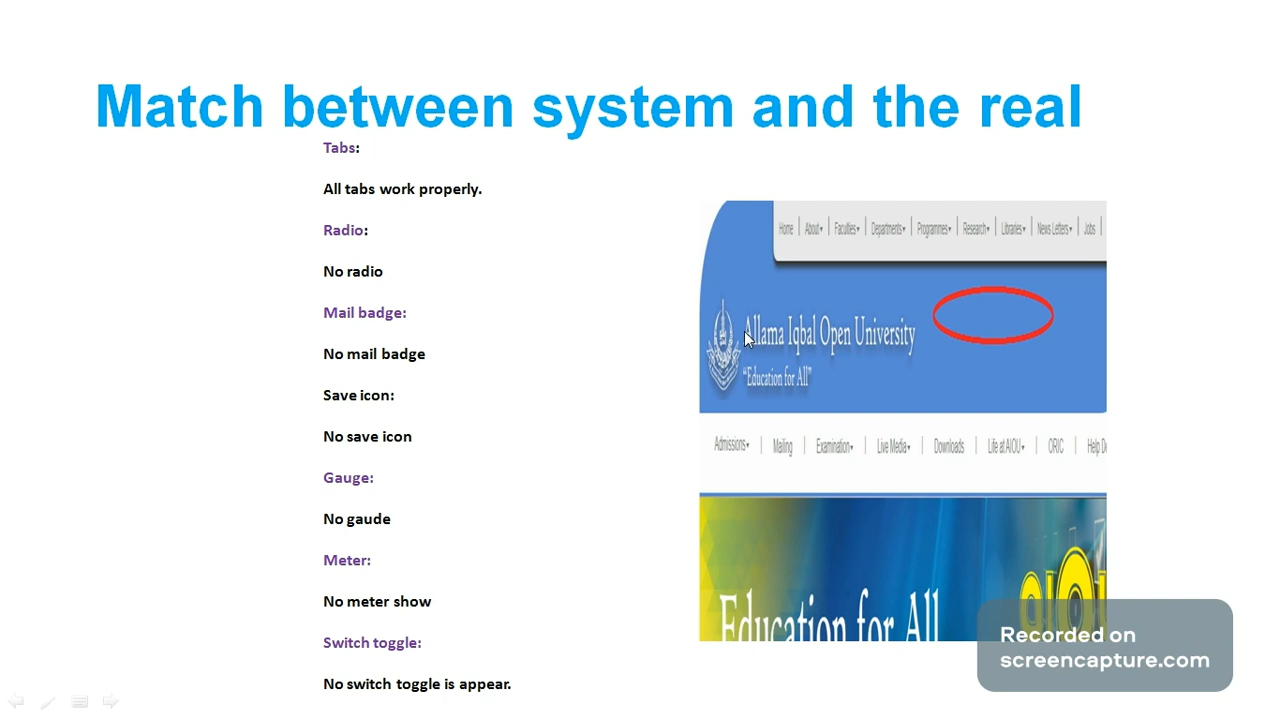 Match between system and the real
Tabs:
All tabs work properly.
Radio:
No radio
Mail badge:
No mail badge
Save icon:
No save icon
Gauge:
No gaude
Meter:
No meter show
Switch toggle:
No switch toggle is appear.
Home About Faculties Departments Programmes Research Libraries News Letters Jobs
Allama Iqbal Open University
“Education for All”
Admissions Mailing Examination Live Media Downloads Life at AIOU ORIC Help
Education for All
Recorded on
screencapture.com